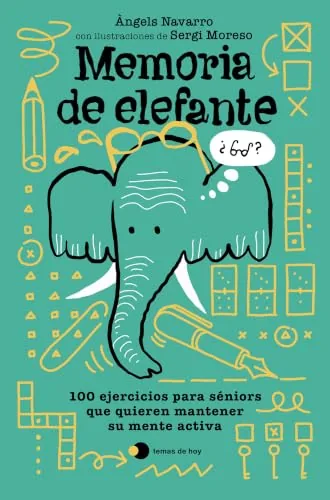 Àngels Navarro
con ilustraciones de Sergi Moreso
Memoria
de elefante
¿ ?
100 ejercicios para séniors
que quieren mantener
su mente activa
temas de hoy